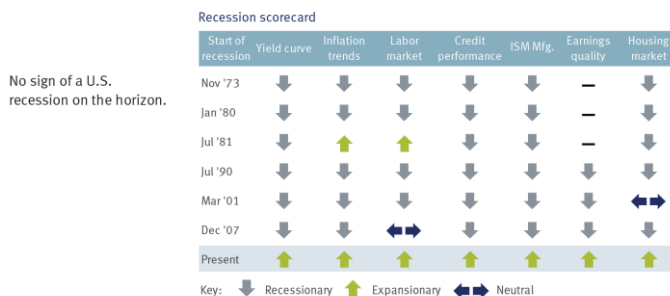 Recession scorecard
Start of recession Yield curve Inflation trends Labor market Credit performance ISM Mfg. Earnings quality Housing market
No sign of a U.S.
recession on the horizon.
Nov '73 –
Jan '80 –
Jul '81 –
Jul '90
Mar '01
Dec '07
Present
Key: Recessionary Expansionary Neutral